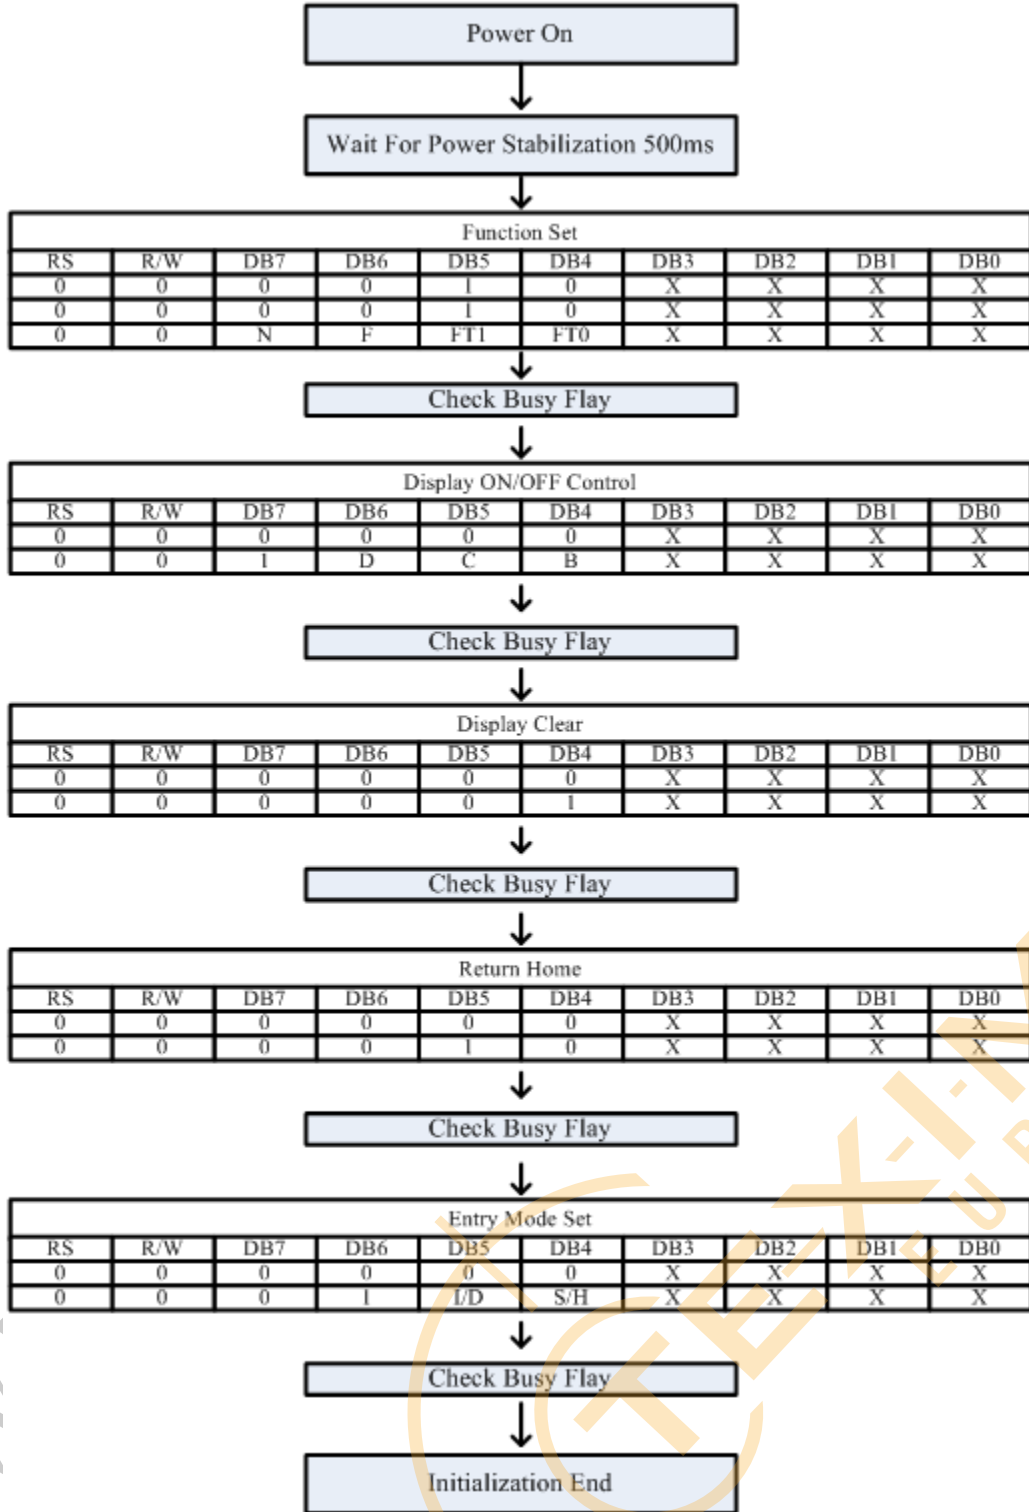 Power On
Wait For Power Stabilization 500ms
Function Set
RS R/W DB7 DB6 DB5 DB4 DB3 DB2 DB1 DB0
0 0 0 0 1 0 X X X X
0 0 0 0 1 0 X X X X
0 0 N F FT1 FT0 X X X X
Check Busy Flay
Display ON/OFF Control
RS R/W DB7 DB6 DB5 DB4 DB3 DB2 DB1 DB0
0 0 0 0 0 0 X X X X
0 0 1 D C B X X X X
Check Busy Flay
Display Clear
RS R/W DB7 DB6 DB5 DB4 DB3 DB2 DB1 DB0
0 0 0 0 0 0 X X X X
0 0 0 0 0 1 X X X X
Check Busy Flay
Return Home
RS R/W DB7 DB6 DB5 DB4 DB3 DB2 DB1 DB0
0 0 0 0 0 0 X X X X
0 0 0 0 1 0 X X X X
Check Busy Flay
Entry Mode Set
RS R/W DB7 DB6 DB5 DB4 DB3 DB2 DB1 DB0
0 0 0 0 0 0 X X X X
0 0 0 1 I/D S/H X X X X
Check Busy Flay
Initialization End